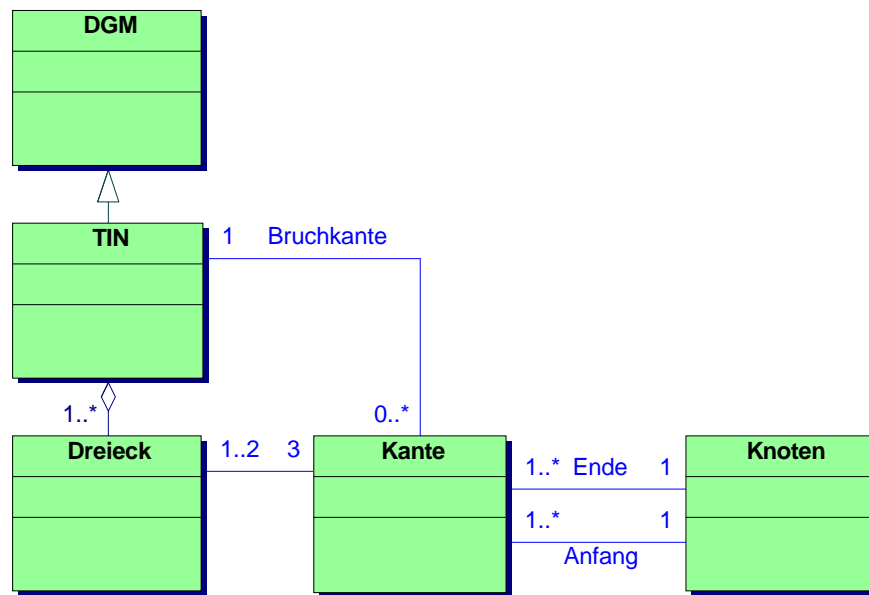 DGM
TIN
1 Bruchkante
1..*
0..*
Dreieck
1..2 3
Kante
1..* Ende 1
Knoten
1..* 1
Anfang